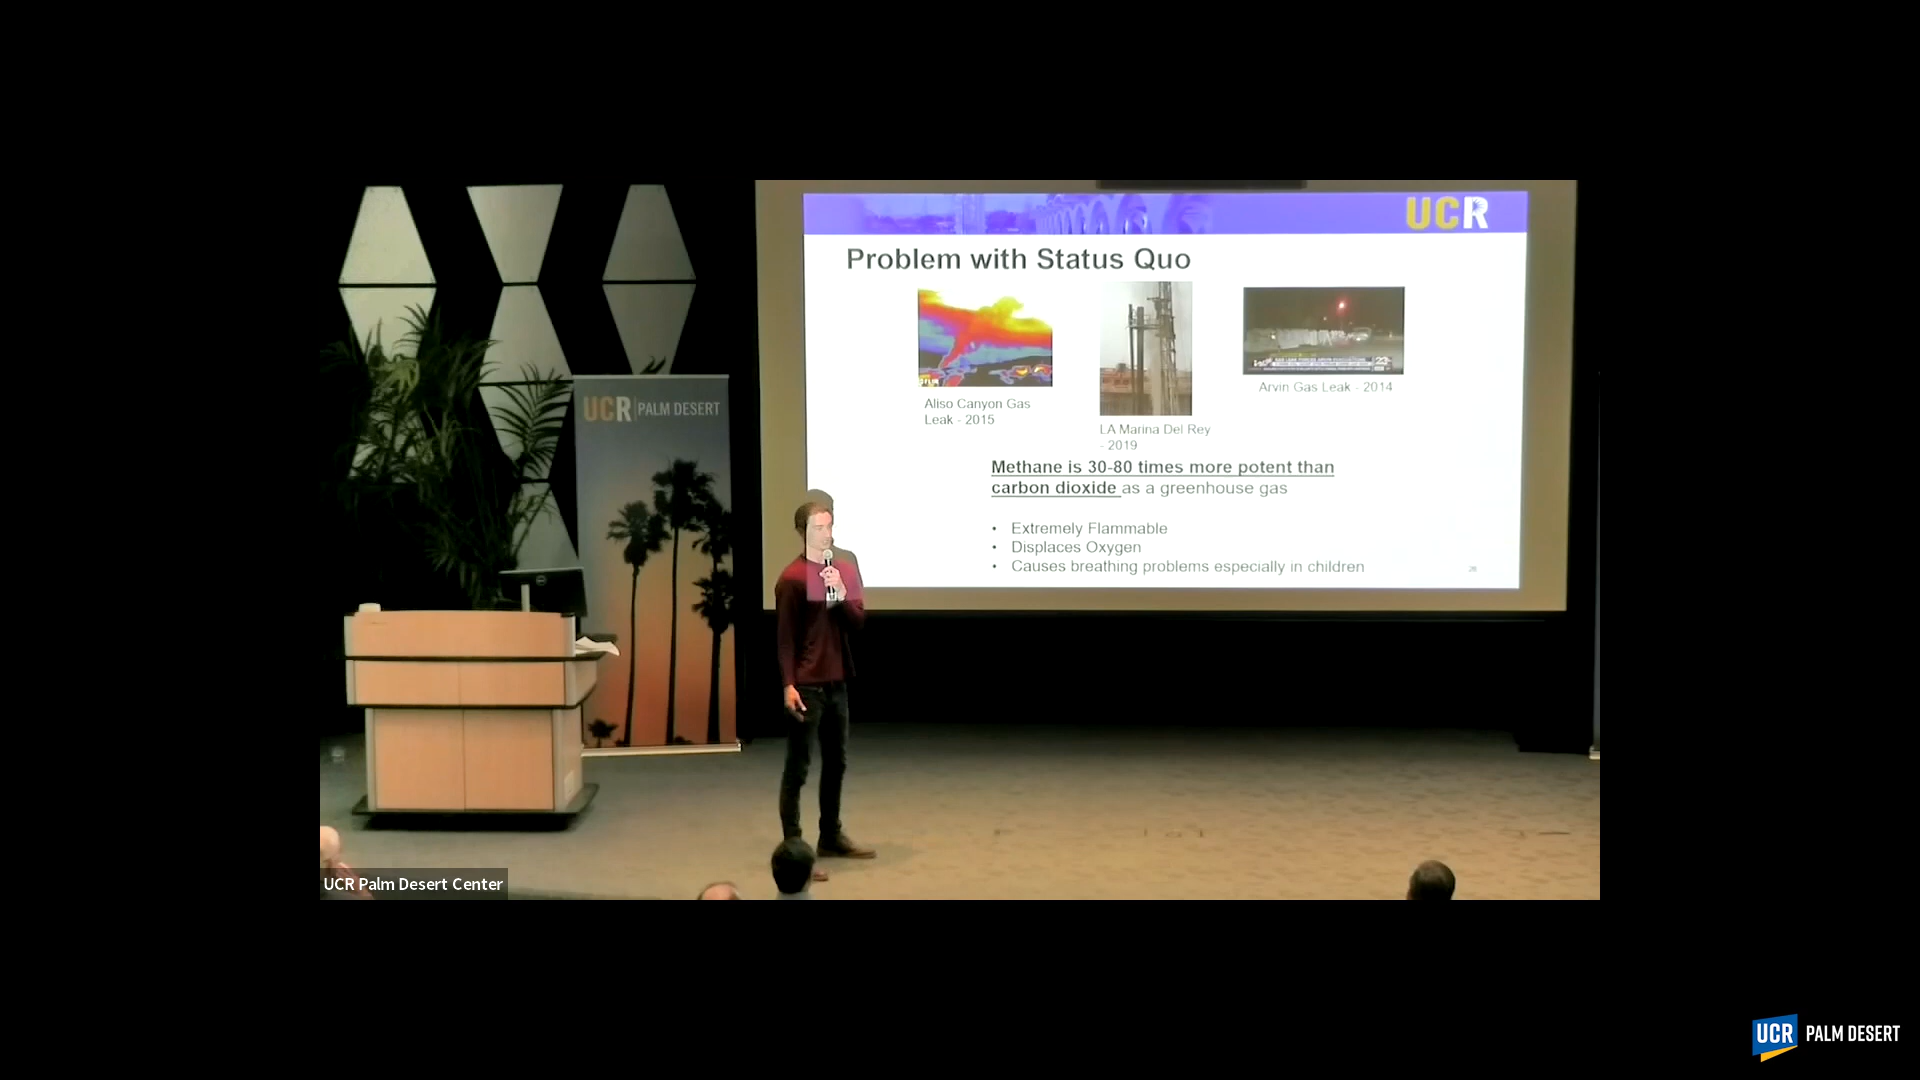 UCR
Problem with Status Quo
Aliso Canyon Gas
Leak - 2015
LA Marina Del Rey
- 2019
23
Arvin Gas Leak - 2014
Methane is 30-80 times more potent than
carbon dioxide as a greenhouse gas
• Extremely Flammable
• Displaces Oxygen
• Causes breathing problems especially in children
UCR PALM DESERT
UCR Palm Desert Center
UCR PALM DESERT